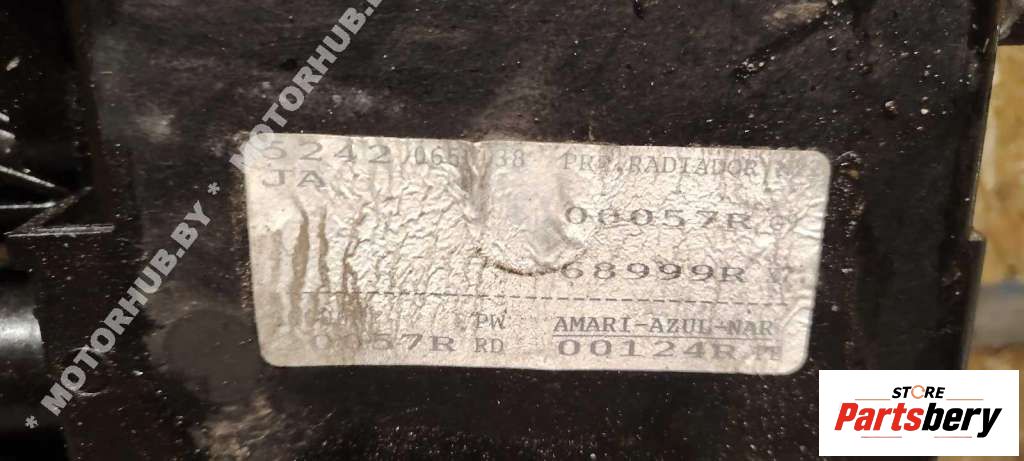 5242 065 38 PRP.RADIADOR
JA
00057R
68999R
PW AMARI-AZUL-NAR
00057R RD 00124R
* MOTORHUB.BY * MOTORHUB.BY *
STORE
Partsbery